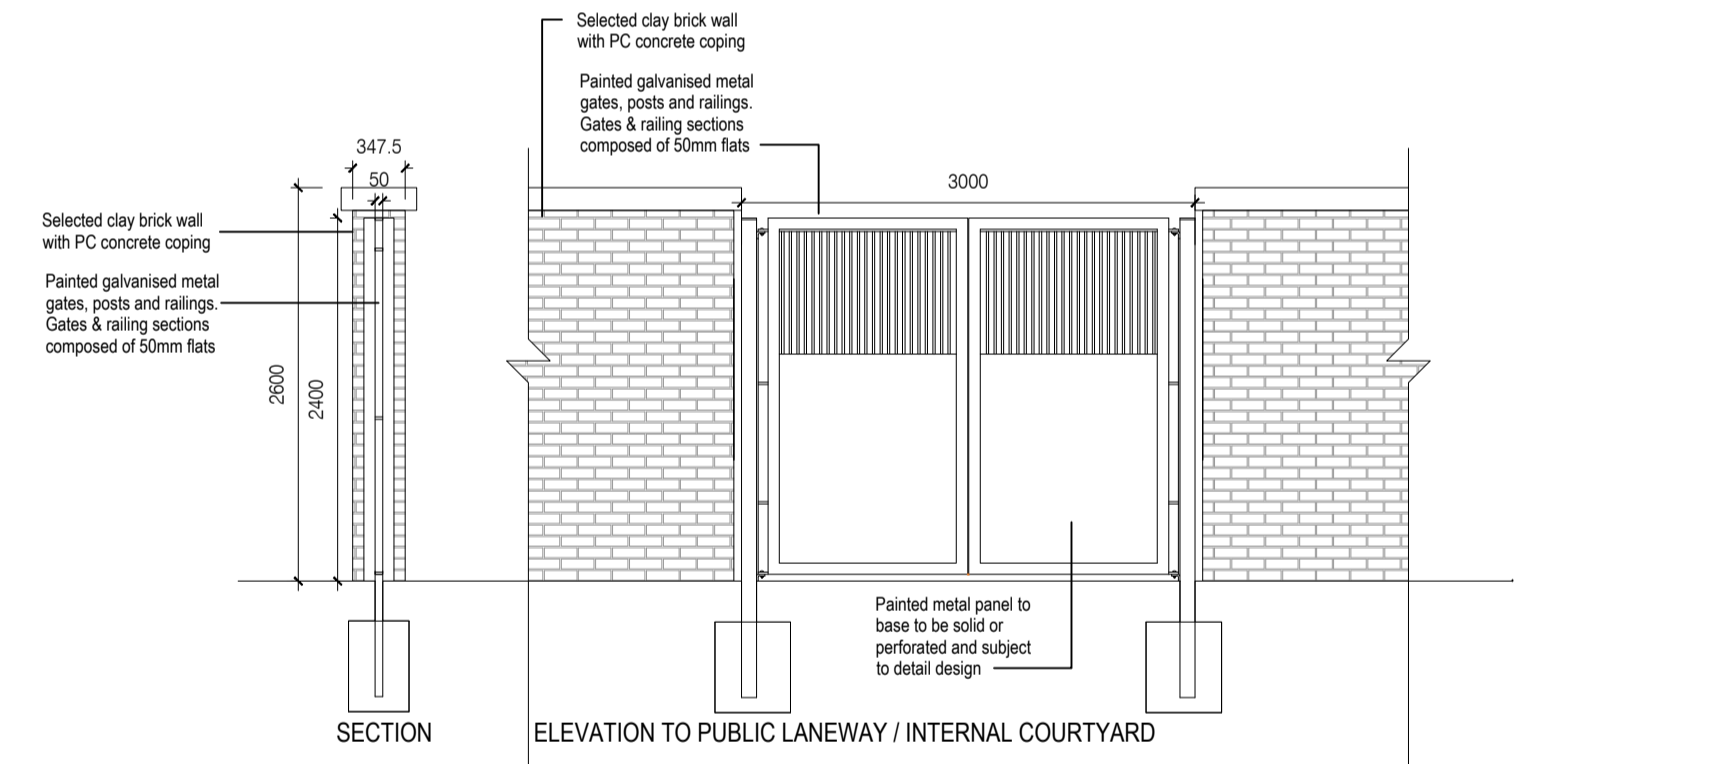 Selected clay brick wall
with PC concrete coping
Painted galvanised metal
gates, posts and railings.
Gates & railing sections
composed of 50mm flats
347.5
50
3000
Selected clay brick wall
with PC concrete coping
Painted galvanised metal
gates, posts and railings.
Gates & railing sections
composed of 50mm flats
2600
2400
Painted metal panel to
base to be solid or
perforated and subject
to detail design
SECTION
ELEVATION TO PUBLIC LANEWAY / INTERNAL COURTYARD